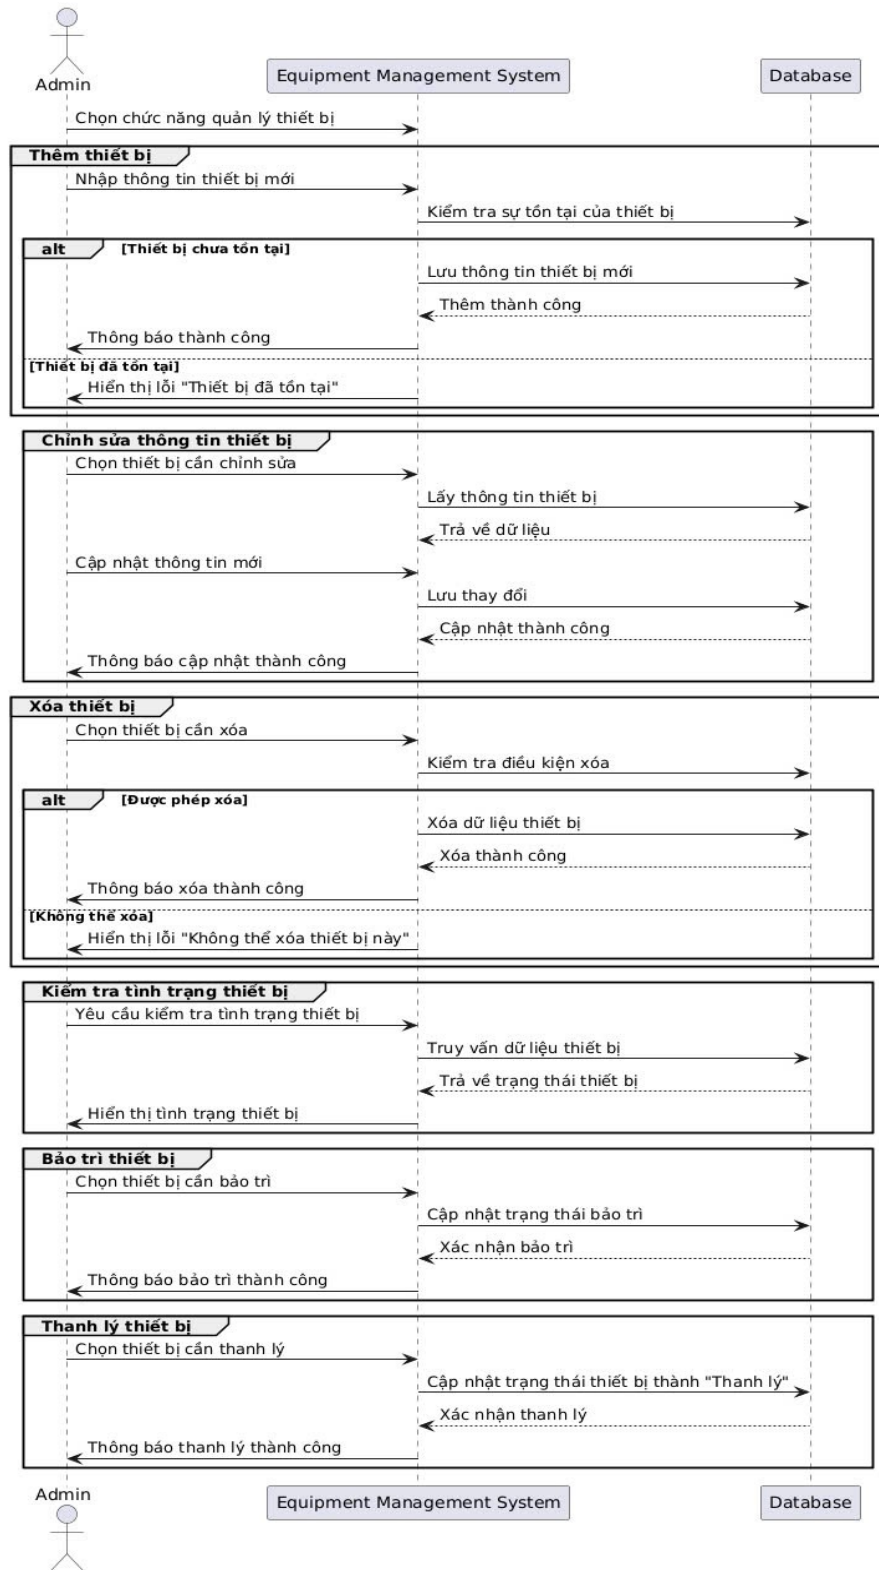 Admin
Equipment Management System
Database
Chọn chức năng quản lý thiết bị
Thêm thiết bị
Nhập thông tin thiết bị mới
Kiểm tra sự tồn tại của thiết bị
alt [Thiết bị chưa tồn tại]
Lưu thông tin thiết bị mới
Thêm thành công
Thông báo thành công
[Thiết bị đã tồn tại]
Hiển thị lỗi "Thiết bị đã tồn tại"
Chỉnh sửa thông tin thiết bị
Chọn thiết bị cần chỉnh sửa
Lấy thông tin thiết bị
Trả về dữ liệu
Cập nhật thông tin mới
Lưu thay đổi
Cập nhật thành công
Thông báo cập nhật thành công
Xóa thiết bị
Chọn thiết bị cần xóa
Kiểm tra điều kiện xóa
alt [Được phép xóa]
Xóa dữ liệu thiết bị
Xóa thành công
Thông báo xóa thành công
[Không thể xóa]
Hiển thị lỗi "Không thể xóa thiết bị này"
Kiểm tra tình trạng thiết bị
Yêu cầu kiểm tra tình trạng thiết bị
Truy vấn dữ liệu thiết bị
Trả về trạng thái thiết bị
Hiển thị tình trạng thiết bị
Bảo trì thiết bị
Chọn thiết bị cần bảo trì
Cập nhật trạng thái bảo trì
Xác nhận bảo trì
Thông báo bảo trì thành công
Thanh lý thiết bị
Chọn thiết bị cần thanh lý
Cập nhật trạng thái thiết bị thành "Thanh lý"
Xác nhận thanh lý
Thông báo thanh lý thành công
Admin
Equipment Management System
Database